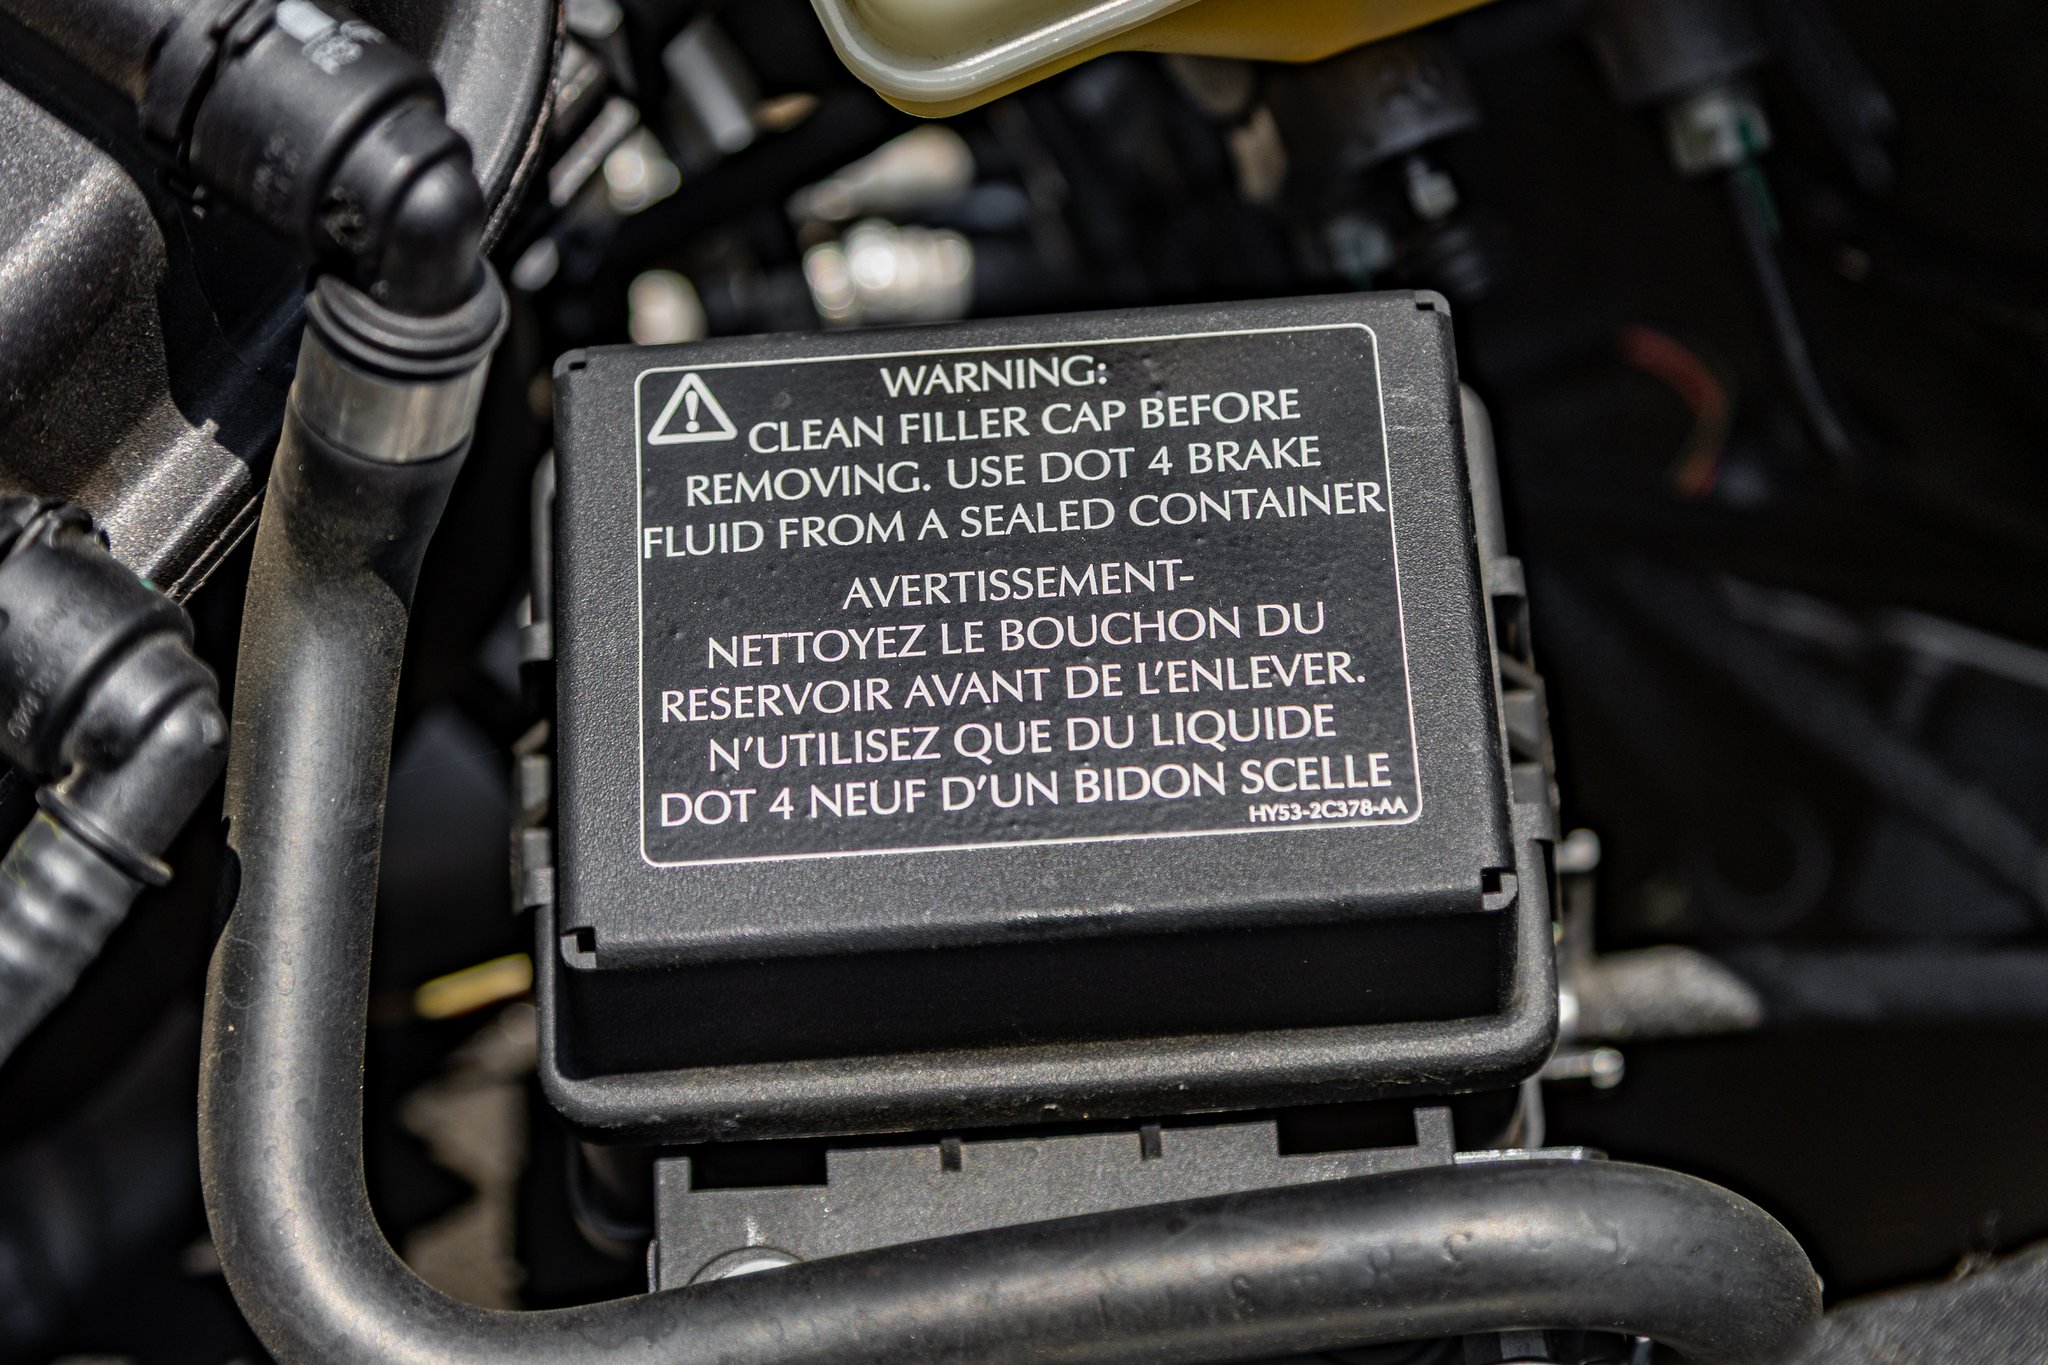 WARNING:
CLEAN FILLER CAP BEFORE
REMOVING. USE DOT 4 BRAKE
FLUID FROM A SEALED CONTAINER
AVERTISSEMENT-
NETTOYEZ LE BOUCHON DU
RESERVOIR AVANT DE L'ENLEVER.
N'UTILISEZ QUE DU LIQUIDE
DOT 4 NEUF D'UN BIDON SCELLE
HY53-2C378-AA